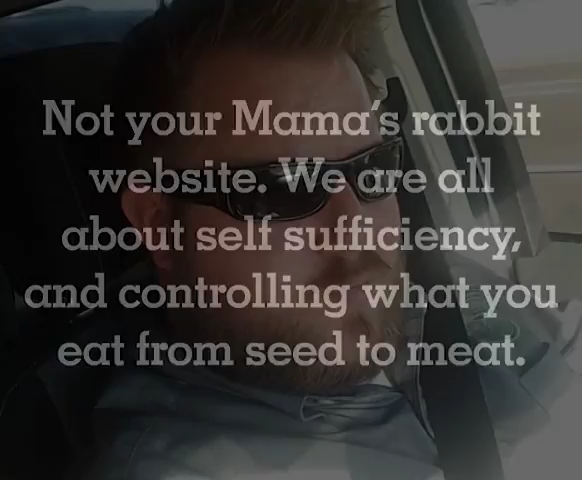 Not your Mama's rabbit
website. We are all
about self sufficiency,
and controlling what you
eat from seed to meat.